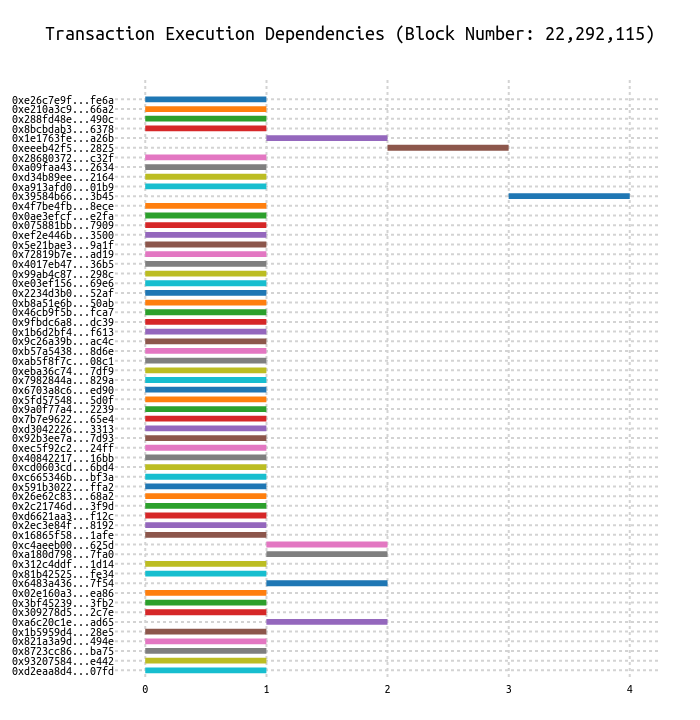 Transaction Execution Dependencies (Block Number: 22,292,115)
0xe26c7e9f...fe6a
0xe210a3c9...66a2
0x288fd48e...490c
0x8bcbdab3...6378
0x1e1763fe...a26b
0xeeeb42f5...2825
0x28680372...c32f
0xa09faa43...2634
0xd34b89ee...2164
0xa913afd0...01b9
0x39584b66...3b45
0x4f7be4fb...8ece
0x0ae3efcf...e2fa
0x075881bb...7909
0xef2e446b...3500
0x5e21bae3...9a1f
0x72819b7e...ad19
0x4017eb47...36b5
0x99ab4c87...298c
0xe03ef156...69e6
0x2234d3b0...52af
0xb8a51e6b...50ab
0x46cb9f5b...fca7
0x9fbdc6a8...dc39
0x1b6d2bf4...f613
0x9c26a39b...ac4c
0xb57a5438...8d6e
0xab5f8f7c...08c1
0xeba36c74...7df9
0x7982844a...829a
0x6703a8c6...ed90
0x5fd57548...5d0f
0x9a0f77a4...2239
0x7b7e9622...65e4
0xd3042226...3313
0x92b3ee7a...7d93
0xec5f92c2...24ff
0x40842217...16bb
0xcd0603cd...6bd4
0xc665346b...bf3a
0x591b3022...ffa2
0x26e62c83...68a2
0x2c21746d...3f9d
0xd6621aa3...f12c
0x2ec3e84f...8192
0x16865f58...1afe
0xc4aeeb00...625d
0xa180d798...7fa0
0x312c4ddf...1d14
0x81b42525...fe34
0x6483a436...7f54
0x02e160a3...ea86
0x3bf45239...3fb2
0x309278d5...2c7e
0xa6c20c1e...ad65
0x1b5959d4...28e5
0x821a3a9d...494e
0x8723cc86...ba75
0x93207584...e442
0xd2eaa8d4...07fd
0 1 2 3 4